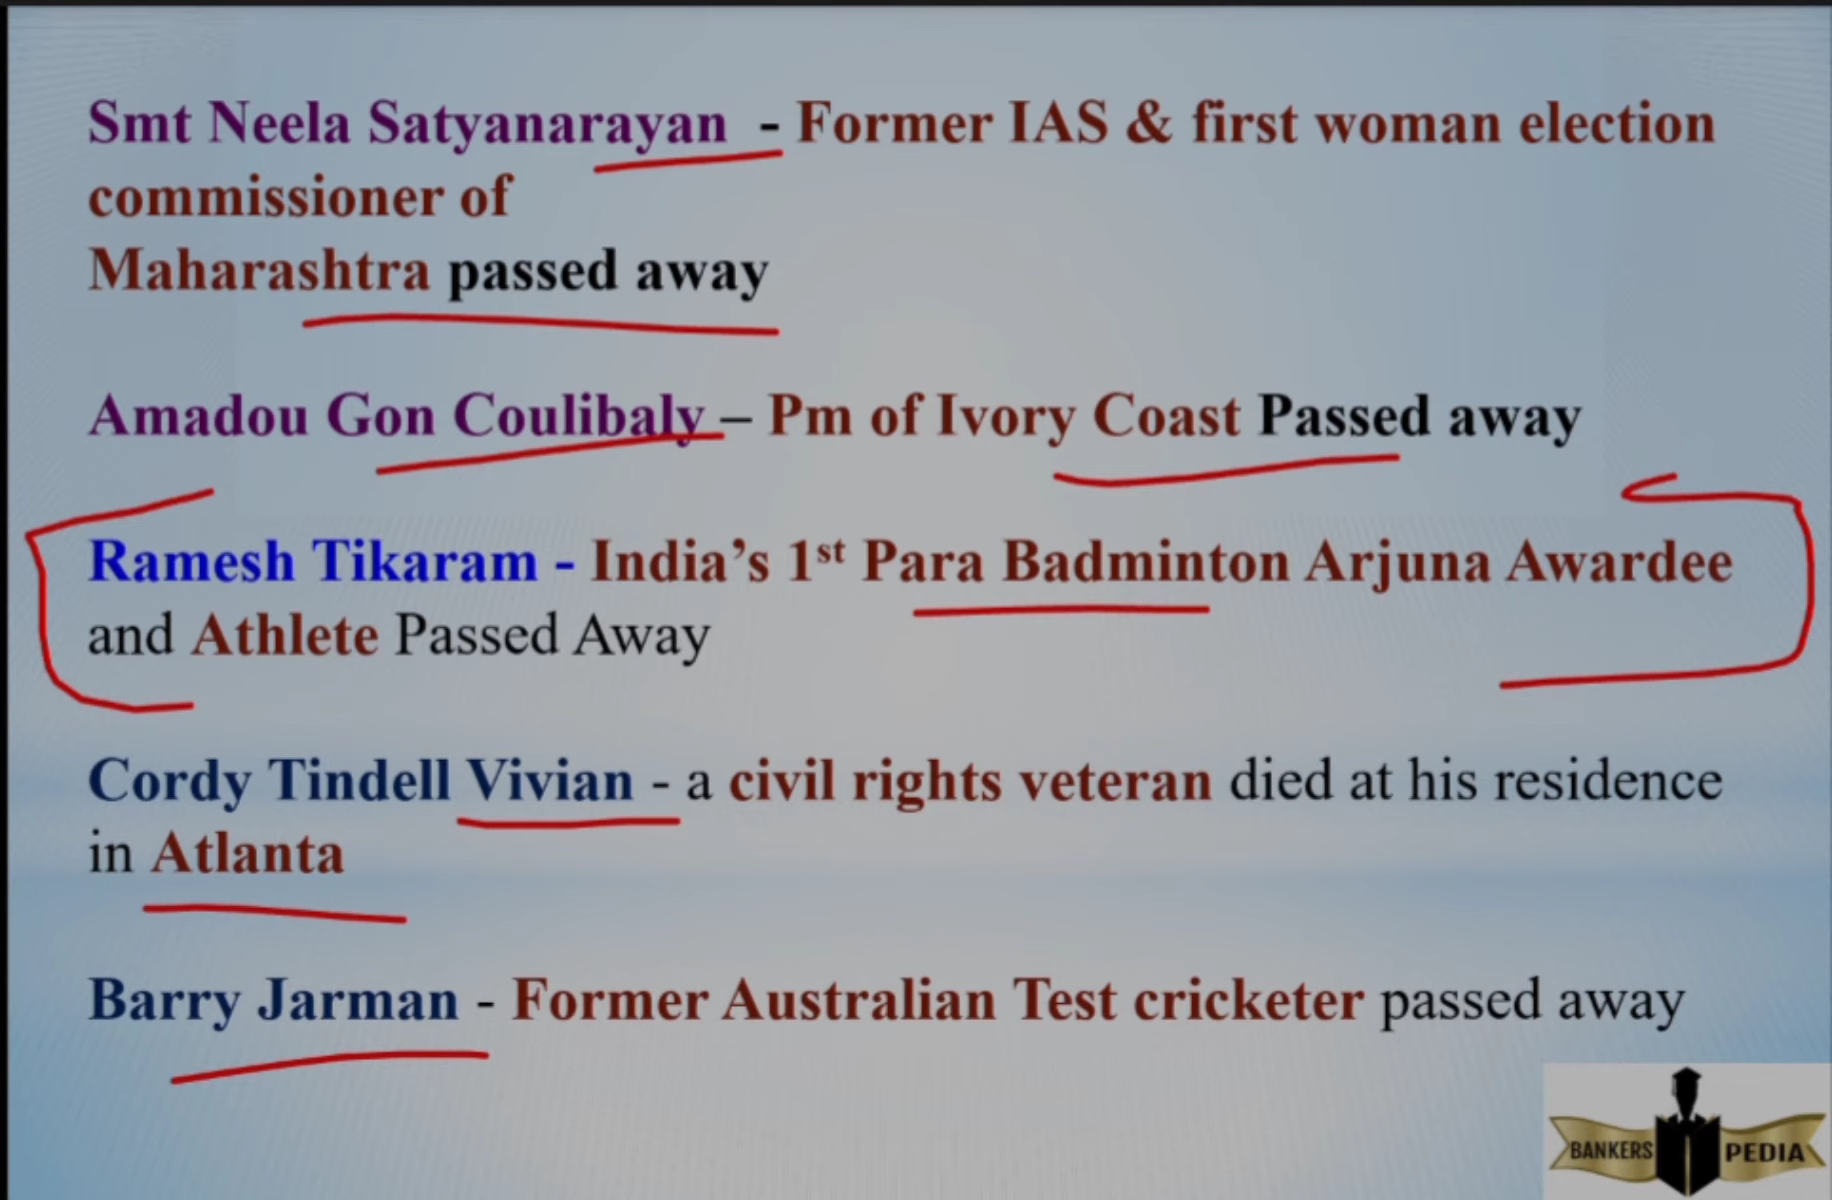 Smt Neela Satyanarayan - Former IAS & first woman election
commissioner of
Maharashtra passed away
Amadou Gon Coulibaly – Pm of Ivory Coast Passed away
Ramesh Tikaram - India’s 1st Para Badminton Arjuna Awardee
and Athlete Passed Away
Cordy Tindell Vivian - a civil rights veteran died at his residence
in Atlanta
Barry Jarman - Former Australian Test cricketer passed away
BANKERS PEDIA